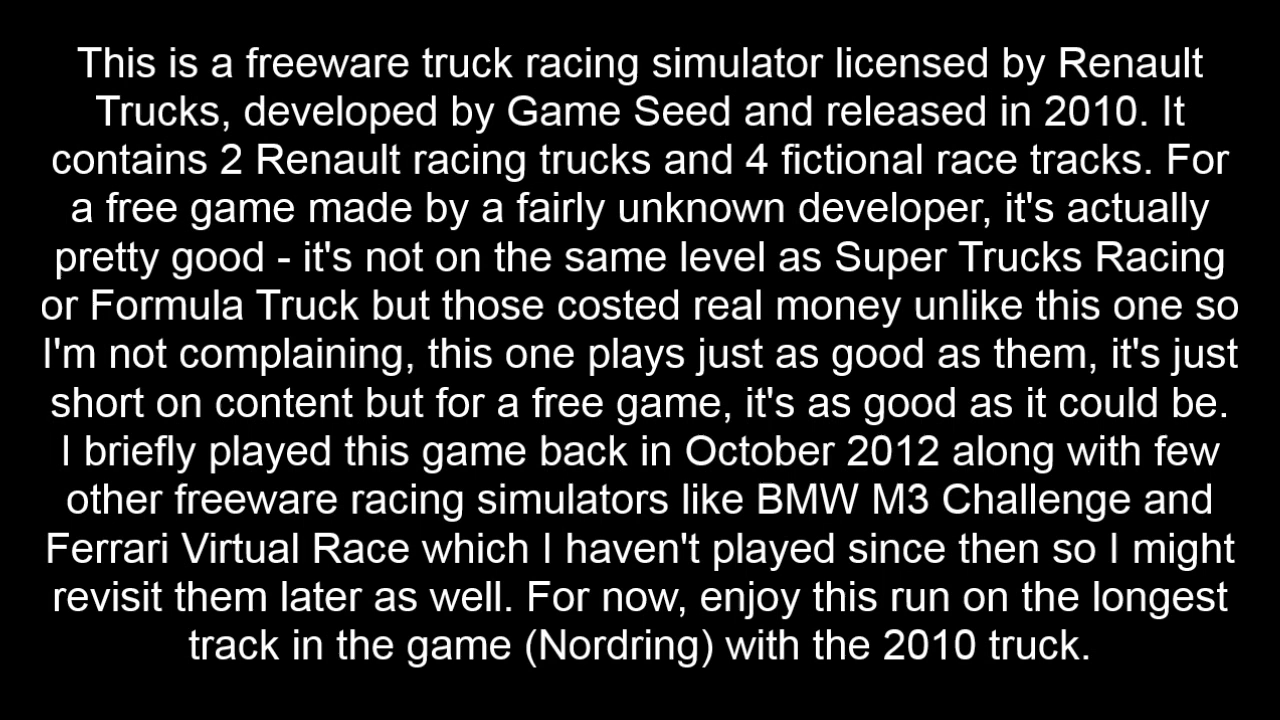 This is a freeware truck racing simulator licensed by Renault
Trucks, developed by Game Seed and released in 2010. It
contains 2 Renault racing trucks and 4 fictional race tracks. For
a free game made by a fairly unknown developer, it's actually
pretty good - it's not on the same level as Super Trucks Racing
or Formula Truck but those costed real money unlike this one so
I'm not complaining, this one plays just as good as them, it's just
short on content but for a free game, it's as good as it could be.
I briefly played this game back in October 2012 along with few
other freeware racing simulators like BMW M3 Challenge and
Ferrari Virtual Race which I haven't played since then so I might
revisit them later as well. For now, enjoy this run on the longest
track in the game (Nordring) with the 2010 truck.